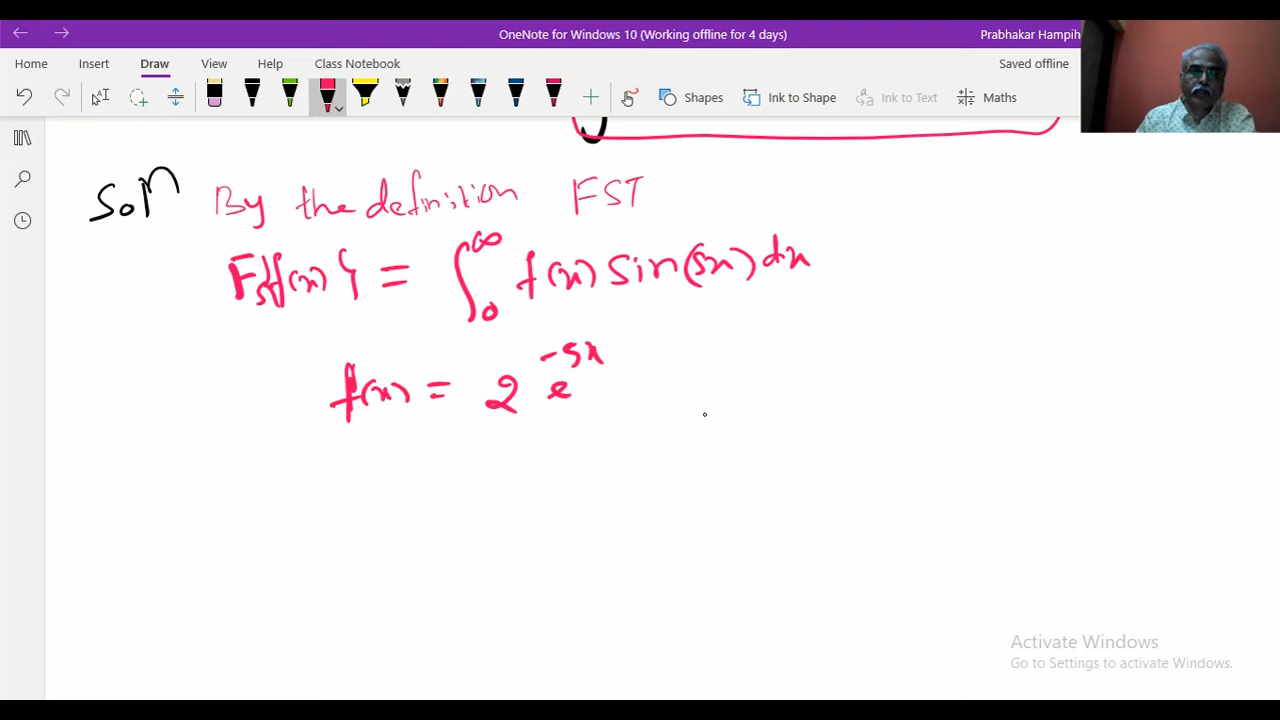 OneNote for Windows 10 (Working offline for 4 days)
Prabhakar Hampih
Home Insert Draw View Help Class Notebook Saved offline
Shapes Ink to Shape Ink to Text Maths
Soln By the definition FST
Fs{f(x)} = ∫₀^∞ f(x) sin(sx) dx
f(x) = 2 e^-5x
Activate Windows
Go to Settings to activate Windows.